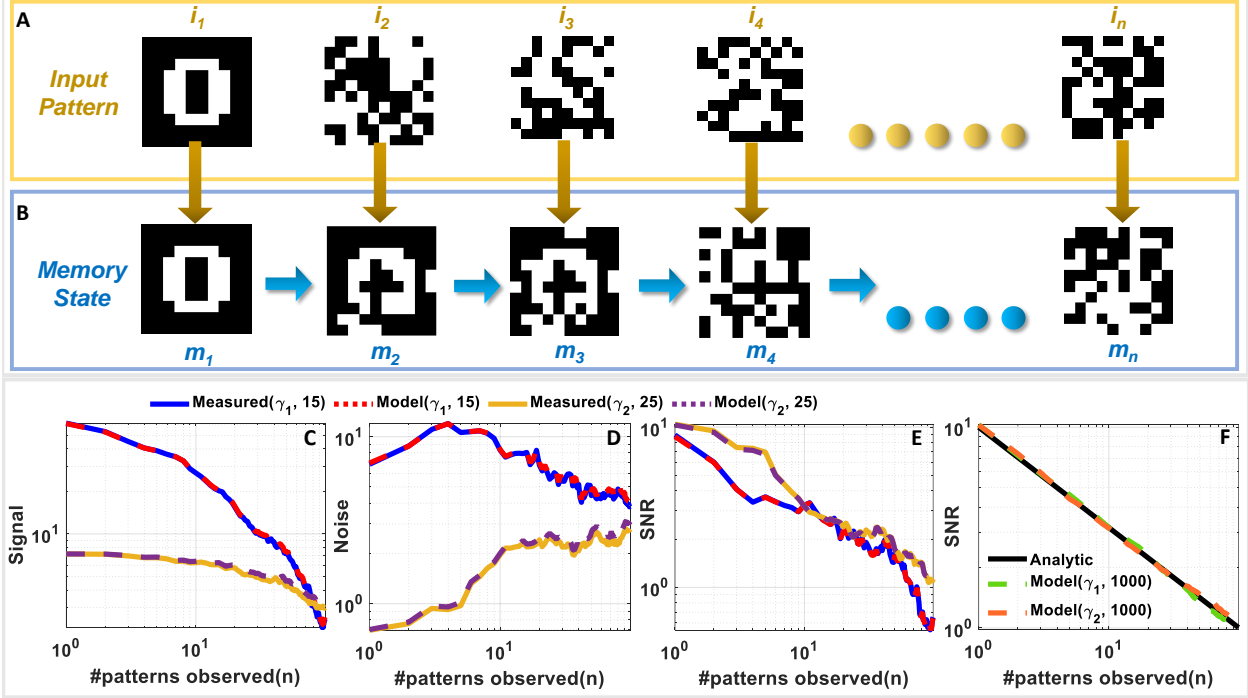 A
i1 i2 i3 i4 in
Input
Pattern
B
Memory
State
m1 m2 m3 m4 mn
Measured(γ1, 15) Model(γ1, 15) Measured(γ2, 25) Model(γ2, 25)
C
Signal
10^1
10^0 10^1
#patterns observed(n)
D
Noise
10^1
10^0
10^0 10^1
#patterns observed(n)
E
SNR
10^1
10^0
10^0 10^1
#patterns observed(n)
F
SNR
10^1
10^0
Analytic
Model(γ1, 1000)
Model(γ2, 1000)
10^0 10^1
#patterns observed(n)